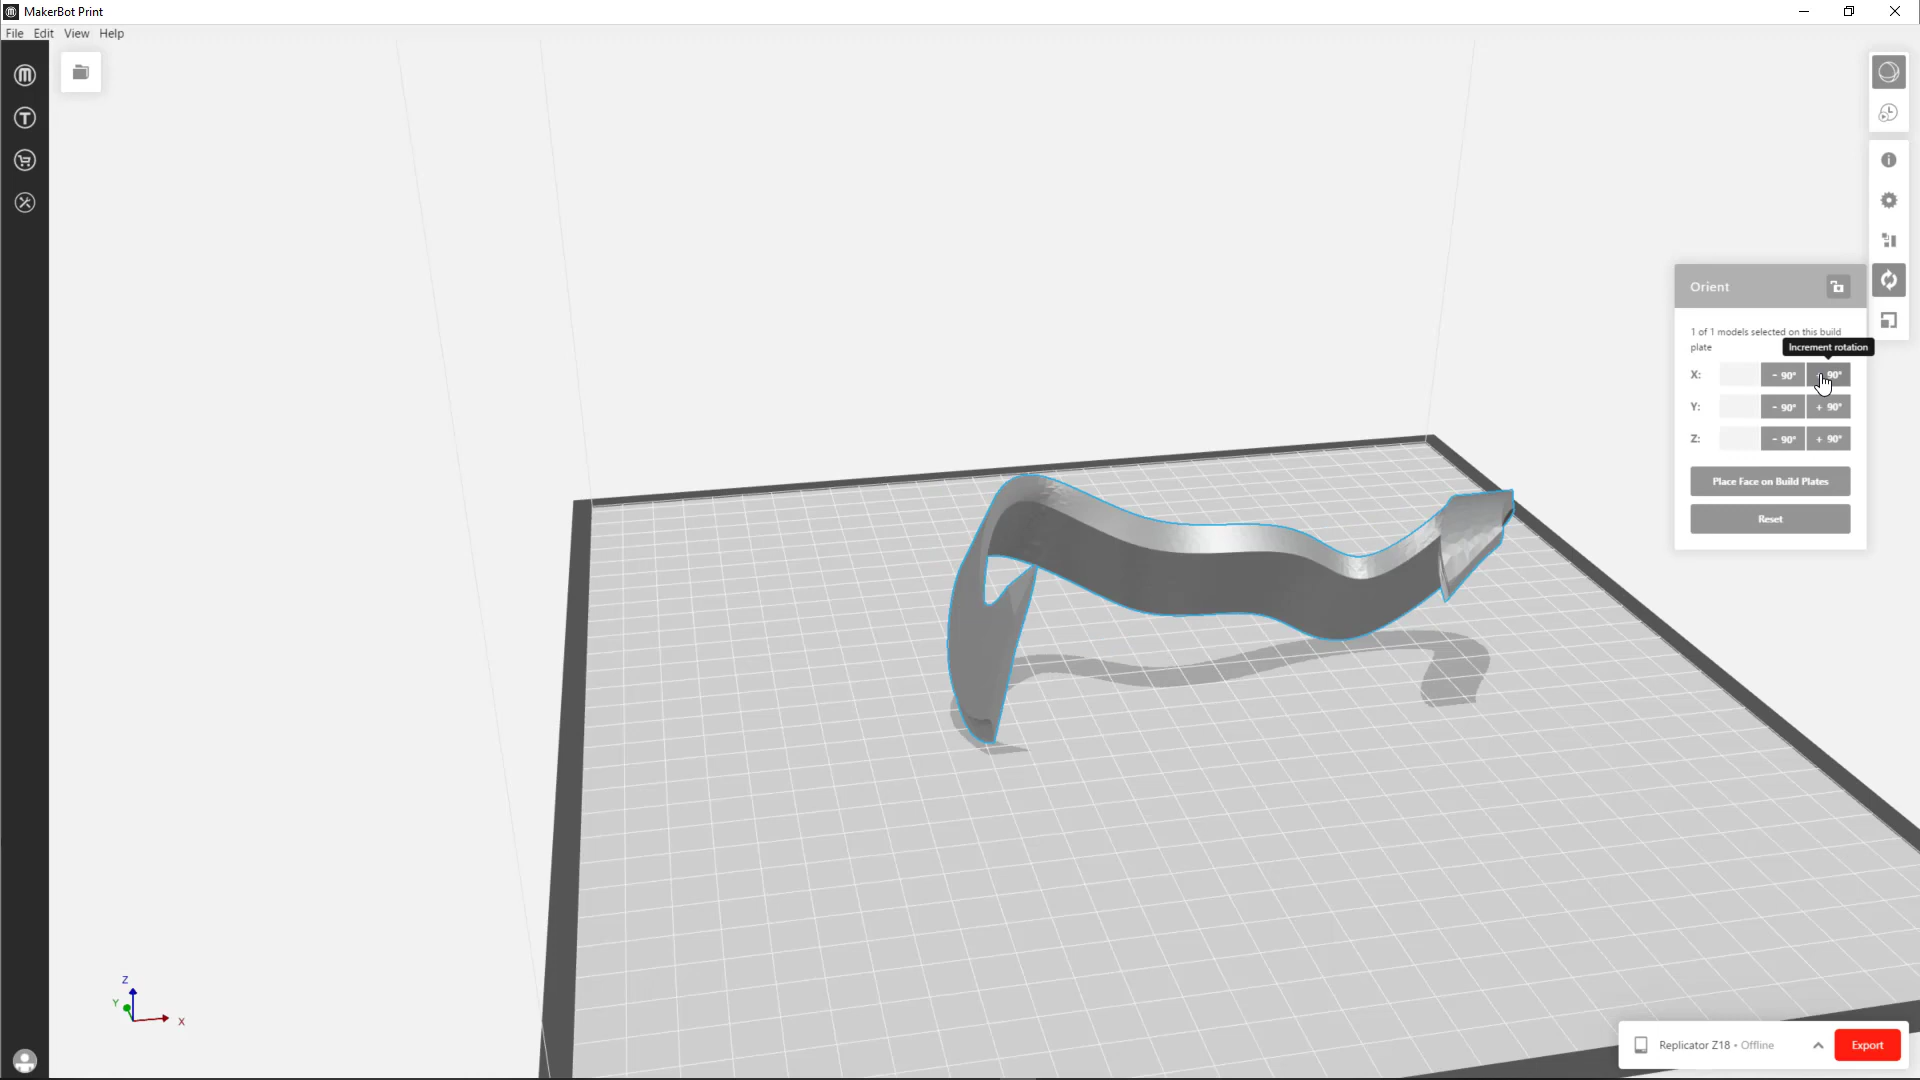 MakerBot Print
File Edit View Help
Orient
1 of 1 models selected on this build
plate
Increment rotation
X: - 90° 90°
Y: - 90° + 90°
Z: - 90° + 90°
Place Face on Build Plates
Reset
Z
Y
X
Replicator Z18 • Offline
Export